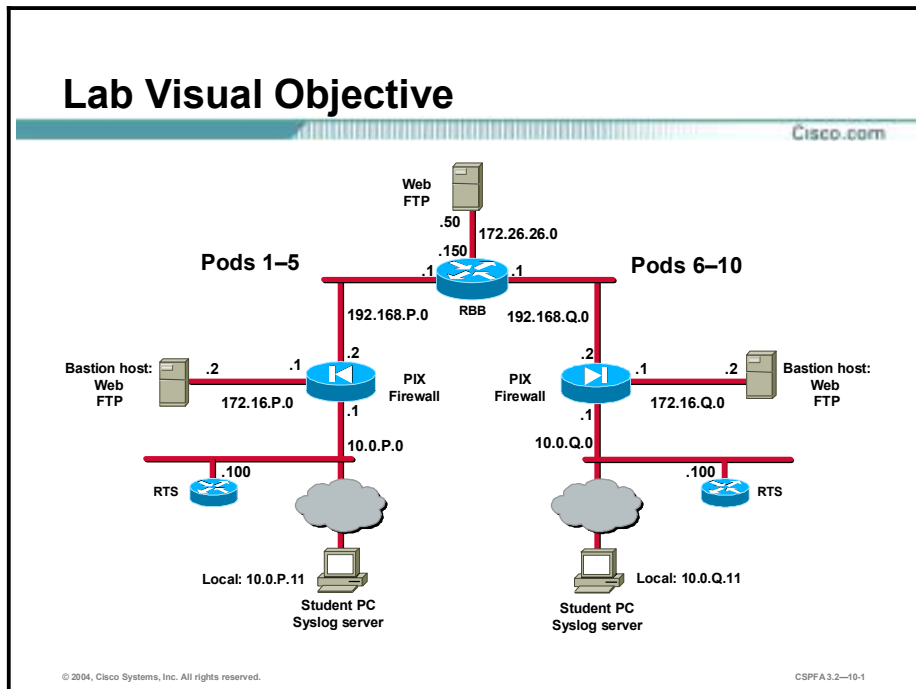 Lab Visual Objective
Cisco.com
Web
FTP
.50
172.26.26.0
.150
Pods 1–5
Pods 6–10
.1
.1
RBB
192.168.P.0
192.168.Q.0
Bastion host:
Web
FTP
.2
.1
.2
PIX
Firewall
172.16.P.0
.1
10.0.P.0
.2
PIX
Firewall
.1
.2
Bastion host:
Web
FTP
172.16.Q.0
.1
10.0.Q.0
.100
RTS
.100
RTS
Local: 10.0.P.11
Student PC
Syslog server
Local: 10.0.Q.11
Student PC
Syslog server
© 2004, Cisco Systems, Inc. All rights reserved.
CSPFA 3.2—10-1